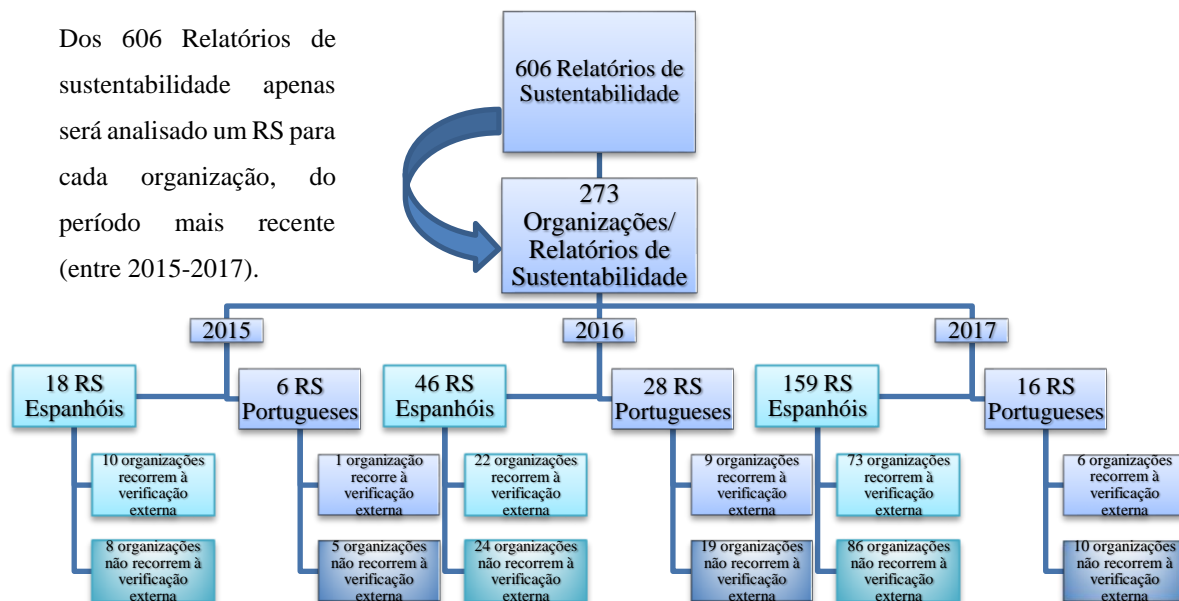 Dos 606 Relatórios de
sustentabilidade apenas
será analisado um RS para
cada organização, do
período mais recente
(entre 2015-2017).
606 Relatórios de
Sustentabilidade
273
Organizações/
Relatórios de
Sustentabilidade
2015
2016
2017
18 RS
Espanhóis
6 RS
Portugueses
46 RS
Espanhóis
28 RS
Portugueses
159 RS
Espanhóis
16 RS
Portugueses
10 organizações
recorrem à
verificação
externa
1 organização
recorre à
verificação
externa
22 organizações
recorrem à
verificação
externa
9 organizações
recorrem à
verificação
externa
73 organizações
recorrem à
verificação
externa
6 organizações
recorrem à
verificação
externa
8 organizações
não recorrem à
verificação
externa
5 organizações
não recorrem à
verificação
externa
24 organizações
não recorrem à
verificação
externa
19 organizações
não recorrem à
verificação
externa
86 organizações
não recorrem à
verificação
externa
10 organizações
não recorrem à
verificação
externa